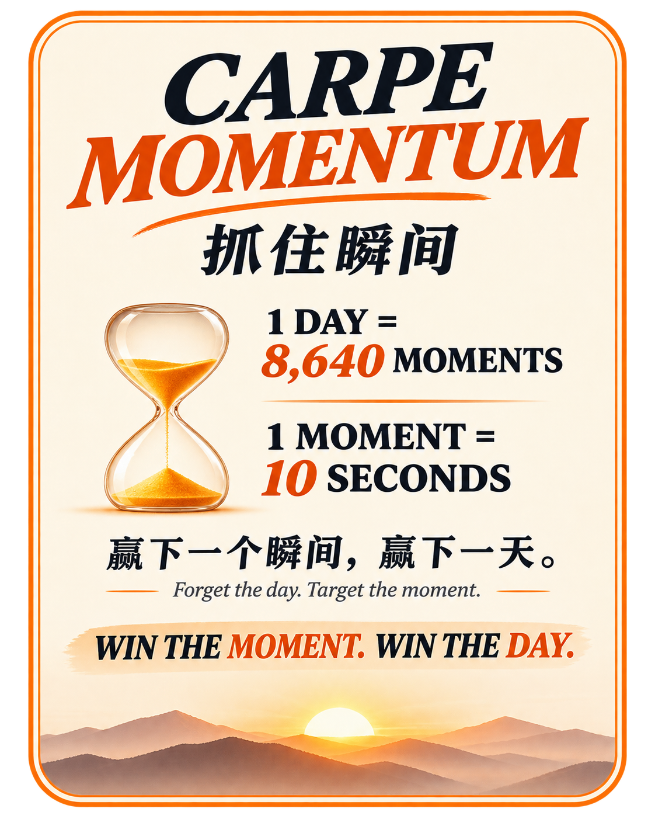 CARPE
MOMENTUM
抓住瞬间
1 DAY =
8,640 MOMENTS
1 MOMENT =
10 SECONDS
赢下一个瞬间，赢下一天。
Forget the day. Target the moment.
WIN THE MOMENT. WIN THE DAY.